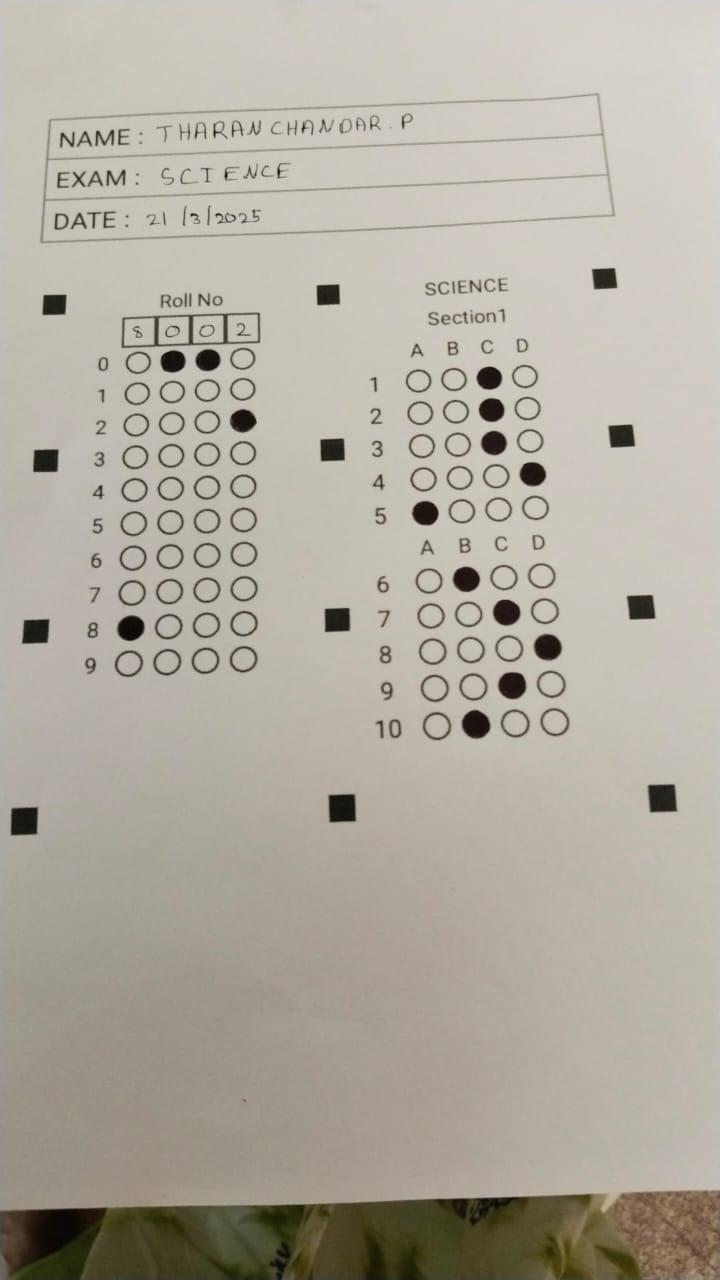 NAME : THARAN CHANDAR. P
EXAM : SCIENCE
DATE : 21/3/2025
Roll No
8 0 0 2
0
1
2
3
4
5
6
7
8
9
SCIENCE
Section1
A B C D
1
2
3
4
5
A B C D
6
7
8
9
10